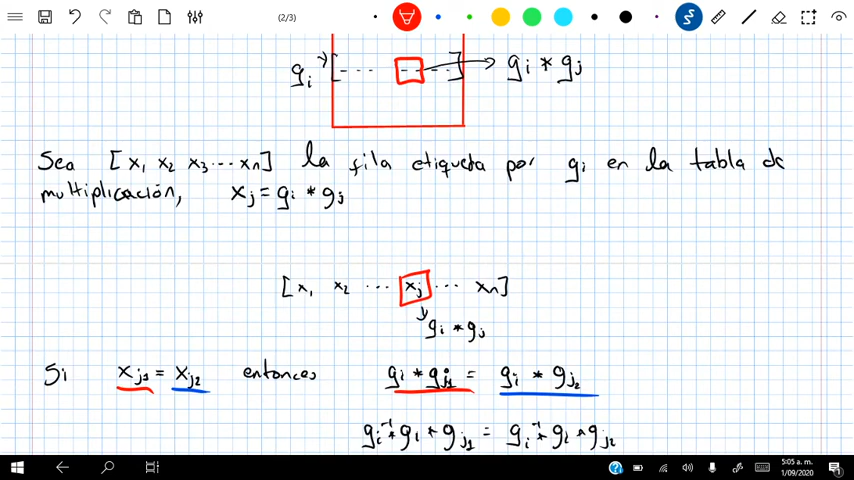 (2/3)
gᵢ [ - - - - - - ] → gᵢ * gⱼ
Sea [ x₁ x₂ x₃ ... xₙ ] la fila etiqueta por gᵢ en la tabla de
multiplicación, xⱼ = gᵢ * gⱼ
[ x₁ x₂ ... xⱼ ... xₙ ]
gᵢ * gⱼ
Si xⱼ₁ = xⱼ₂ entonces gᵢ * gⱼ₁ = gᵢ * gⱼ₂
gᵢ⁻¹ * gᵢ * gⱼ₁ = gᵢ⁻¹ * gᵢ * gⱼ₂
5:05 a. m.
1/09/2020